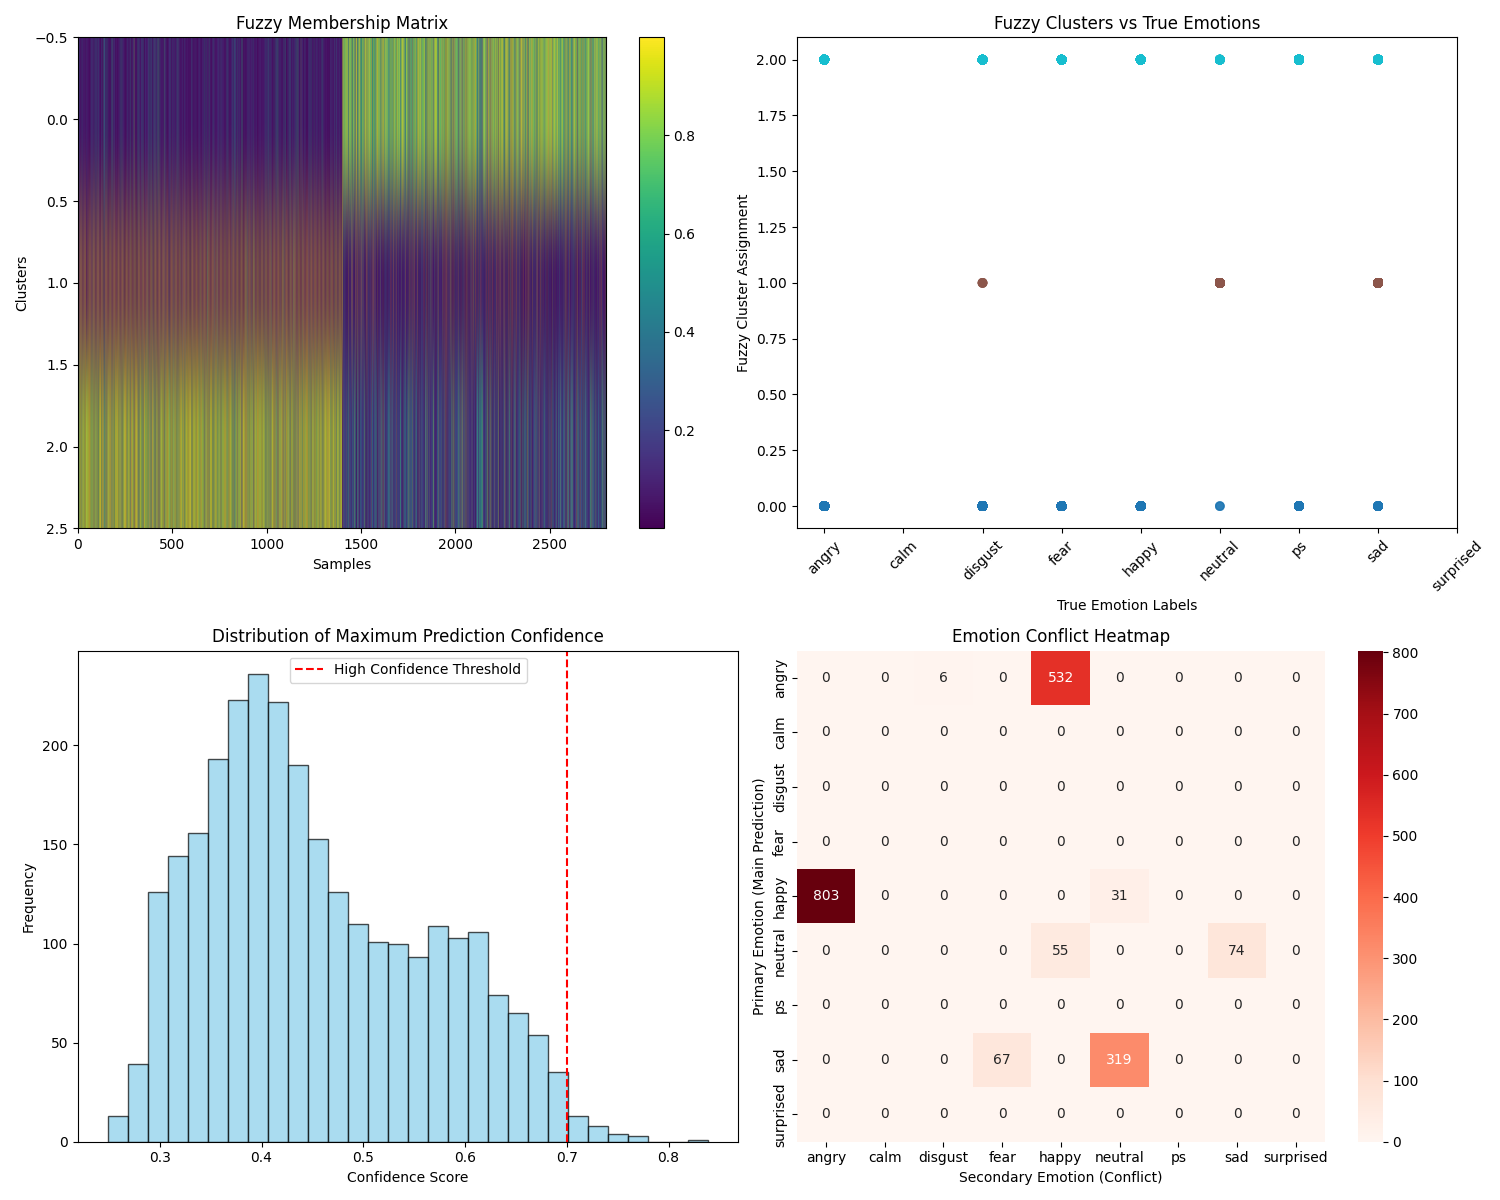 Fuzzy Membership Matrix
−0.5
0.0
0.5
1.0
1.5
2.0
2.5
Clusters
0 500 1000 1500 2000 2500
Samples
0.8
0.6
0.4
0.2
Fuzzy Clusters vs True Emotions
2.00
1.75
1.50
1.25
1.00
0.75
0.50
0.25
0.00
Fuzzy Cluster Assignment
angry calm disgust fear happy neutral ps sad surprised
True Emotion Labels
Distribution of Maximum Prediction Confidence
High Confidence Threshold
200
150
100
50
0
Frequency
0.3 0.4 0.5 0.6 0.7 0.8
Confidence Score
Emotion Conflict Heatmap
Primary Emotion (Main Prediction)
angry 0 0 6 0 532 0 0 0 0
calm 0 0 0 0 0 0 0 0 0
disgust 0 0 0 0 0 0 0 0 0
fear 0 0 0 0 0 0 0 0 0
happy 803 0 0 0 0 31 0 0 0
neutral 0 0 0 0 55 0 0 74 0
ps 0 0 0 0 0 0 0 0 0
sad 0 0 0 67 0 319 0 0 0
surprised 0 0 0 0 0 0 0 0 0
angry calm disgust fear happy neutral ps sad surprised
Secondary Emotion (Conflict)
800
700
600
500
400
300
200
100
0